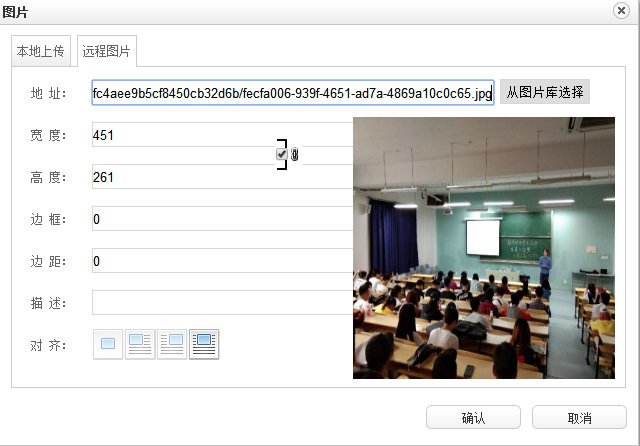 图片
本地上传 远程图片
地 址： fc4aee9b5cf8450cb32d6b/fecfa006-939f-4651-ad7a-4869a10c0c65.jpg 从图片库选择
宽 度： 451
高 度： 261
边 框： 0
边 距： 0
描 述：
对 齐：
确认 取消